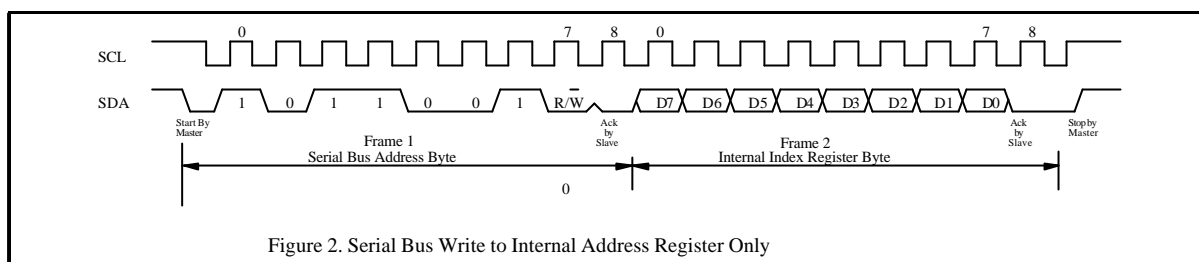 0 7 8 0 7 8
SCL
SDA 1 0 1 1 0 0 1 R/W D7 D6 D5 D4 D3 D2 D1 D0
Start By
Master
Ack
by
Slave
Ack
by
Slave
Stop by
Master
Frame 1
Serial Bus Address Byte
Frame 2
Internal Index Register Byte
0
Figure 2. Serial Bus Write to Internal Address Register Only